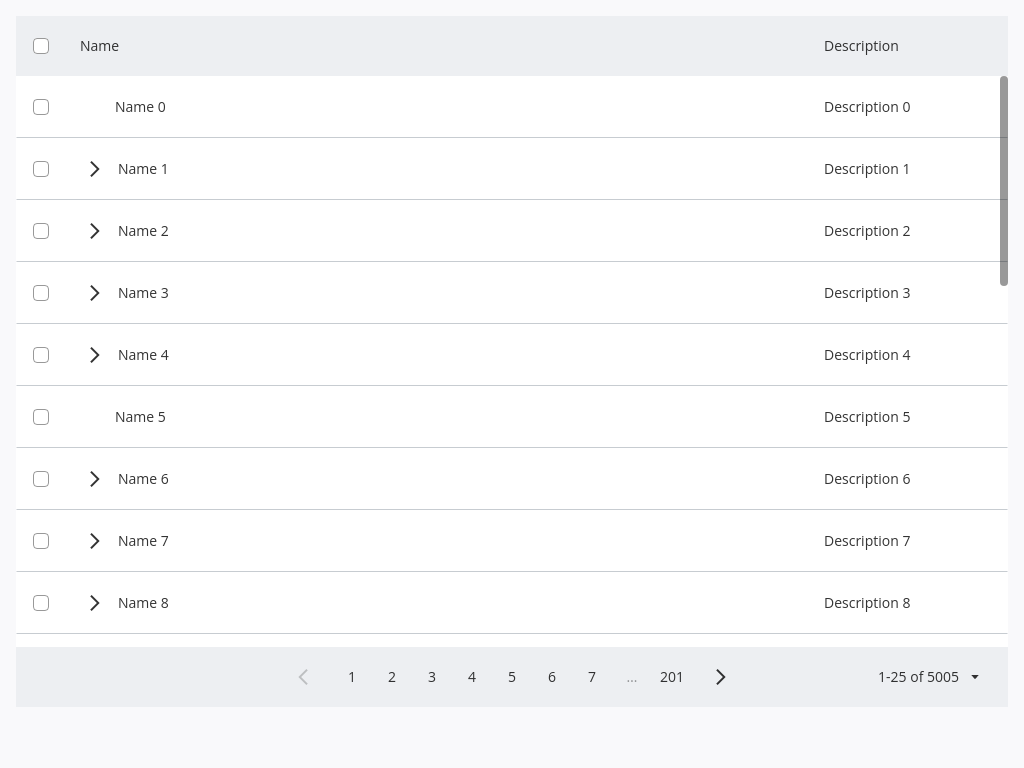 Name Description
Name 0 Description 0
Name 1 Description 1
Name 2 Description 2
Name 3 Description 3
Name 4 Description 4
Name 5 Description 5
Name 6 Description 6
Name 7 Description 7
Name 8 Description 8
1 2 3 4 5 6 7 ... 201 1-25 of 5005